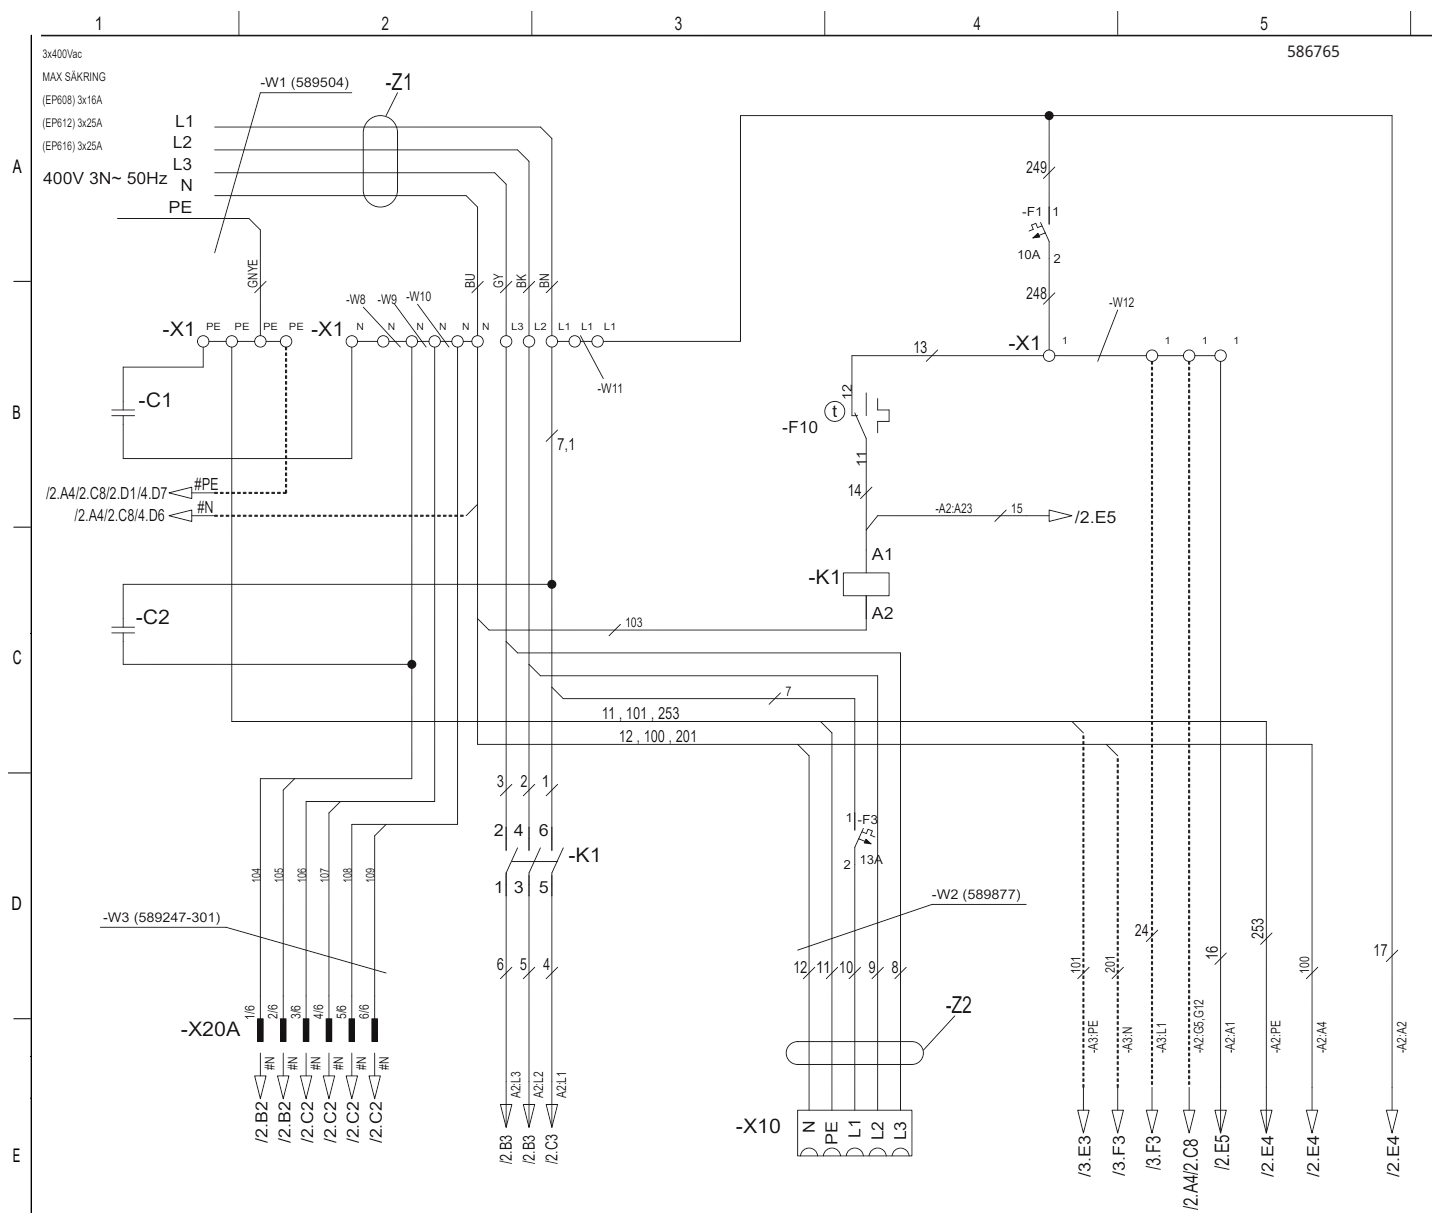 1 2 3 4 5
3x400Vac
586765
MAX SÄKRING
-W1 (589504)
-Z1
(EP608) 3x16A
(EP612) 3x25A
L1
(EP616) 3x25A
L2
A
L3
249
400V 3N~ 50Hz
N
PE
-F1 1
10A 2
GNYE BU GY BK BN
248
-W8 -W9 -W10
-W12
-X1 PE PE PE PE -X1 N N N N N N L3 L2 L1 L1 L1
-X1 1 1 1 1
13
-W11
12
-C1
t
B
-F10
7,1
11
14
/2.A4/2.C8/2.D1/4.D7 #PE
/2.A4/2.C8/4.D6 #N
-A2:A23 15 /2.E5
A1
-K1
A2
-C2
103
C
7
11 , 101 , 253
12 , 100 , 201
3 2 1
2 4 6
-K1
1 3 5
1 -F3
2 13A
104 105 106 107 108 109
-W2 (589877)
D
-W3 (589247-301)
24 253
16 17
6 5 4
12 11 10 9 8
101 201 100
1/6 2/6 3/6 4/6 5/6 6/6
-X20A
-Z2
#N #N #N #N #N #N
A2:L3 A2:L2 A2:L1
-A3:PE -A3:N -A3:L1 -A2:G5,G12 -A2:A1 -A2:PE -A2:A4 -A2:A2
/2.B2 /2.B2 /2.C2 /2.C2 /2.C2 /2.C2
/2.B3 /2.B3 /2.C3
-X10 N PE L1 L2 L3
E
/3.E3 /3.F3 /3.F3 /2.A4/2.C8 /2.E5 /2.E4 /2.E4 /2.E4